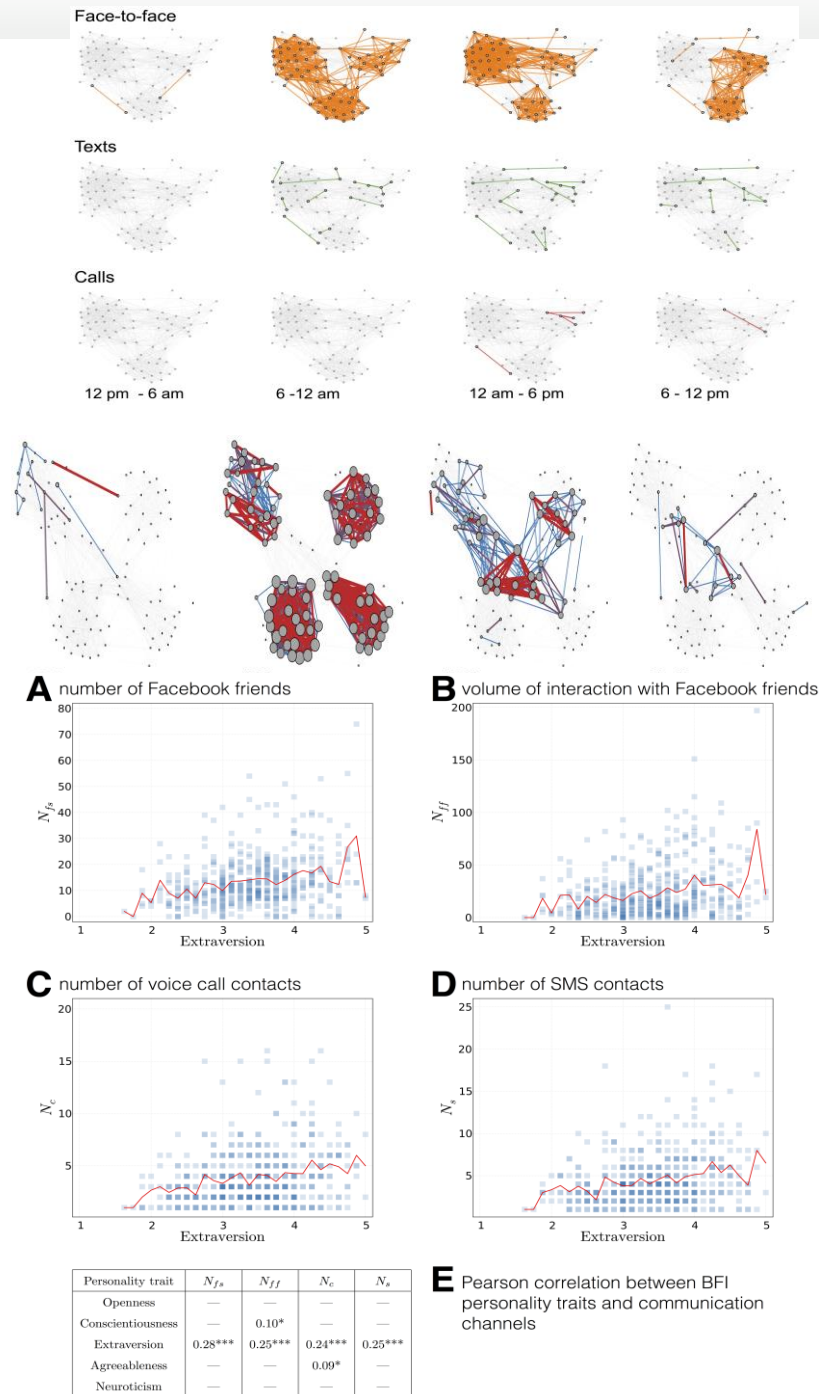 Face-to-face
Texts
Calls
12 pm - 6 am
6 -12 am
12 am - 6 pm
6 - 12 pm
A number of Facebook friends
80
70
60
50
40
30
20
10
0
N_fs
1 2 3 4 5
Extraversion
B volume of interaction with Facebook friends
200
150
100
50
0
N_ff
1 2 3 4 5
Extraversion
C number of voice call contacts
20
15
10
5
N_c
1 2 3 4 5
Extraversion
D number of SMS contacts
25
20
15
10
5
N_s
1 2 3 4 5
Extraversion
Personality trait N_fs N_ff N_c N_s
Openness — — — —
Conscientiousness — 0.10* — —
Extraversion 0.28*** 0.25*** 0.24*** 0.25***
Agreeableness — — 0.09* —
Neuroticism — — — —
E Pearson correlation between BFI
personality traits and communication
channels